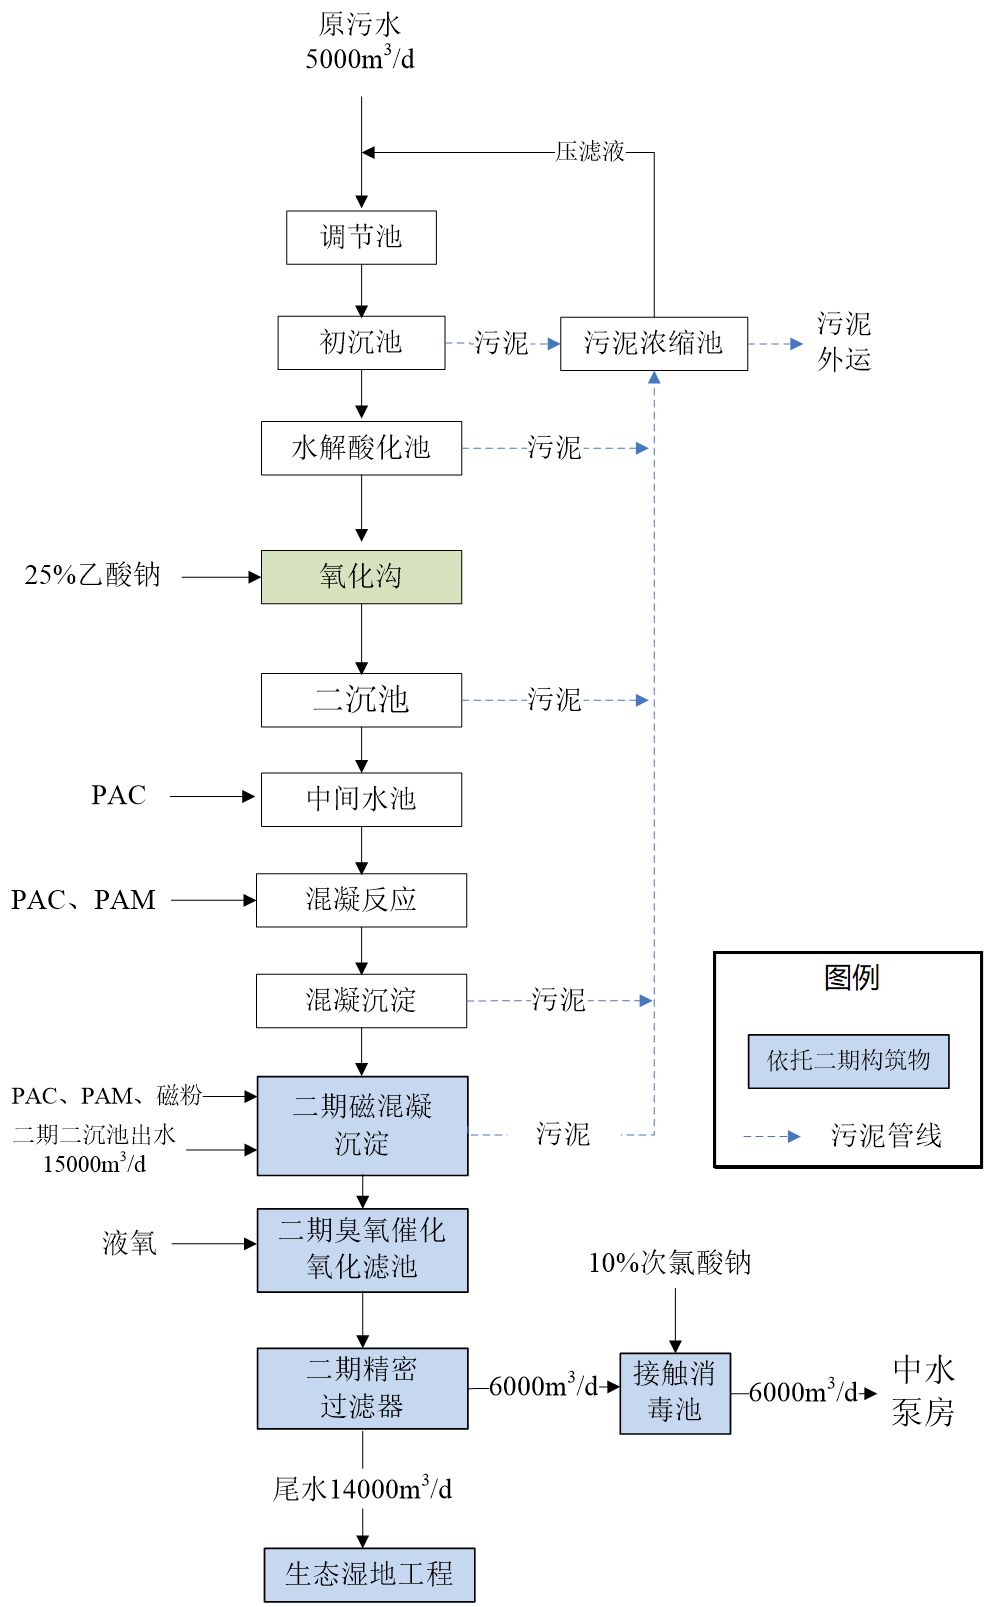 原污水
5000m³/d
压滤液
调节池
初沉池
污泥
污泥浓缩池
污泥
外运
水解酸化池
污泥
25%乙酸钠
氧化沟
二沉池
污泥
PAC
中间水池
PAC、PAM
混凝反应
混凝沉淀
污泥
图例
依托二期构筑物
污泥管线
PAC、PAM、磁粉
二期二沉池出水
15000m³/d
二期磁混凝
沉淀
污泥
液氧
二期臭氧催化
氧化滤池
10%次氯酸钠
二期精密
过滤器
6000m³/d
接触消
毒池
6000m³/d
中水
泵房
尾水14000m³/d
生态湿地工程